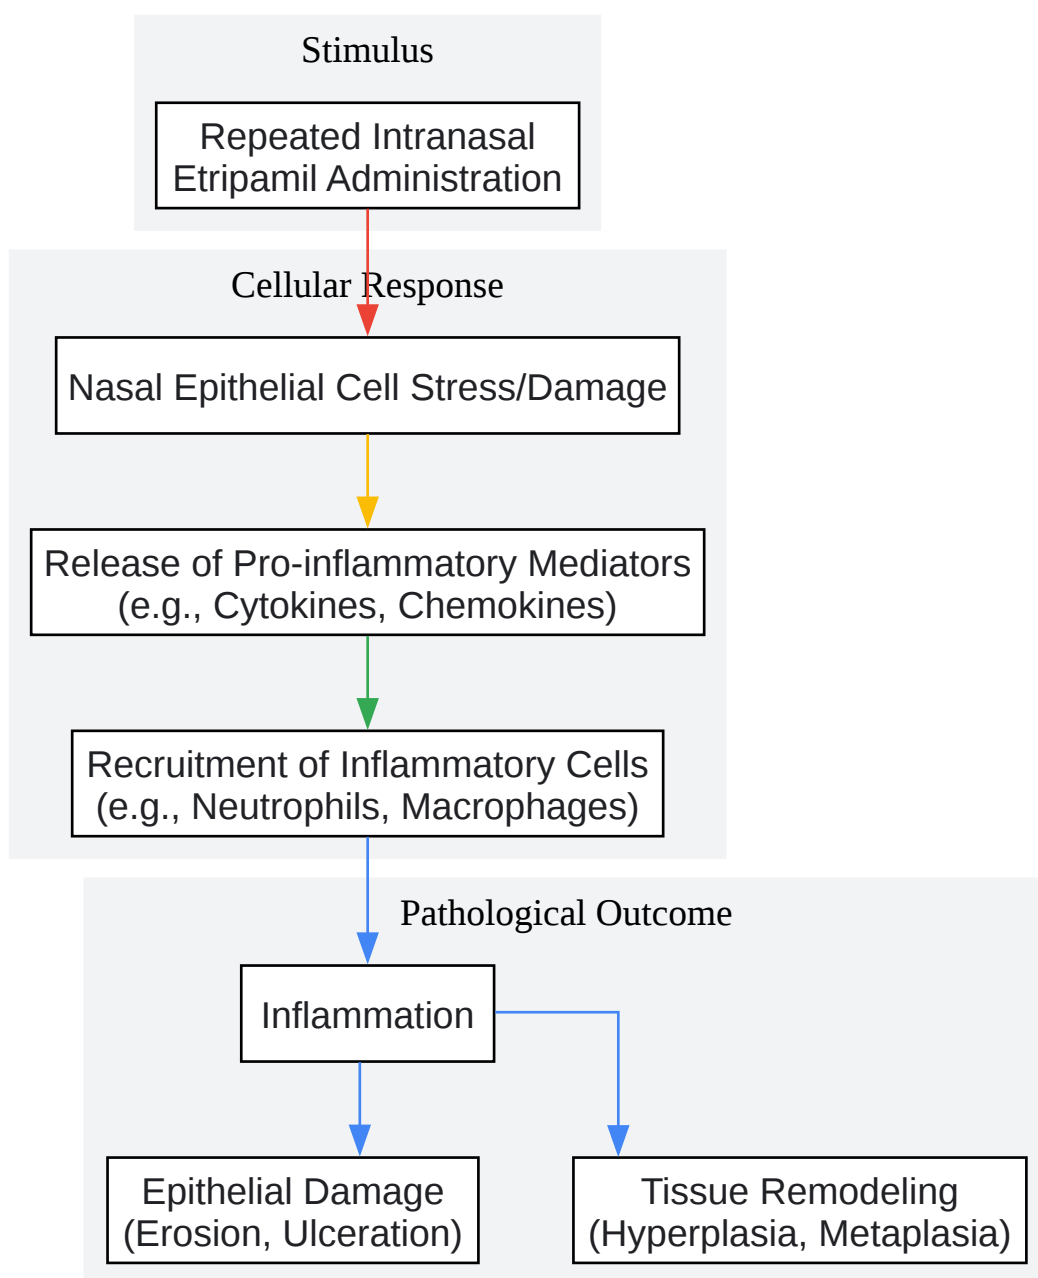 Stimulus
Repeated Intranasal
Etripamil Administration
Cellular Response
Nasal Epithelial Cell Stress/Damage
Release of Pro-inflammatory Mediators
(e.g., Cytokines, Chemokines)
Recruitment of Inflammatory Cells
(e.g., Neutrophils, Macrophages)
Pathological Outcome
Inflammation
Epithelial Damage
(Erosion, Ulceration)
Tissue Remodeling
(Hyperplasia, Metaplasia)